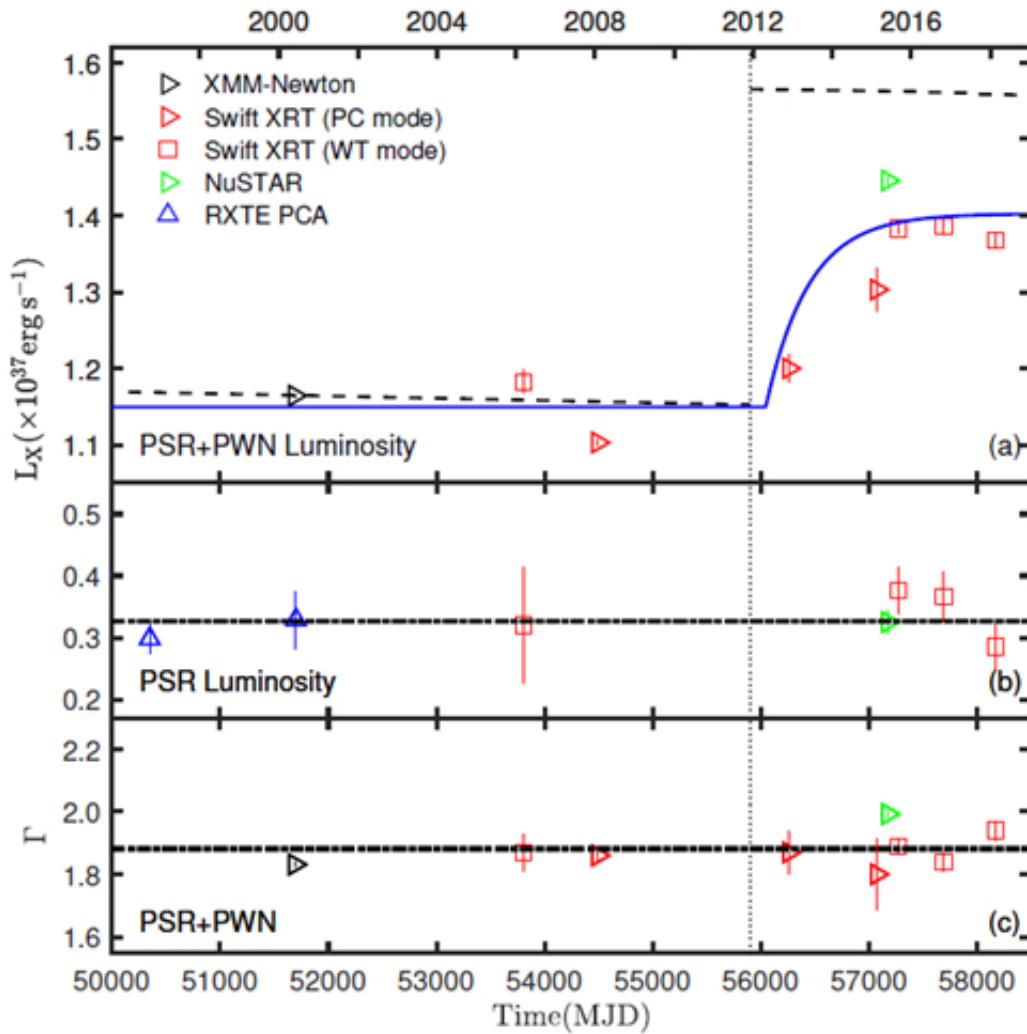 2000 2004 2008 2012 2016
1.6
1.5
1.4
1.3
1.2
1.1
L_X(×10^37 erg s^−1)
XMM-Newton
Swift XRT (PC mode)
Swift XRT (WT mode)
NuSTAR
RXTE PCA
PSR+PWN Luminosity (a)
0.5
0.4
0.3
0.2
PSR Luminosity (b)
2.2
2.0
1.8
1.6
Γ
PSR+PWN (c)
50000 51000 52000 53000 54000 55000 56000 57000 58000
Time(MJD)